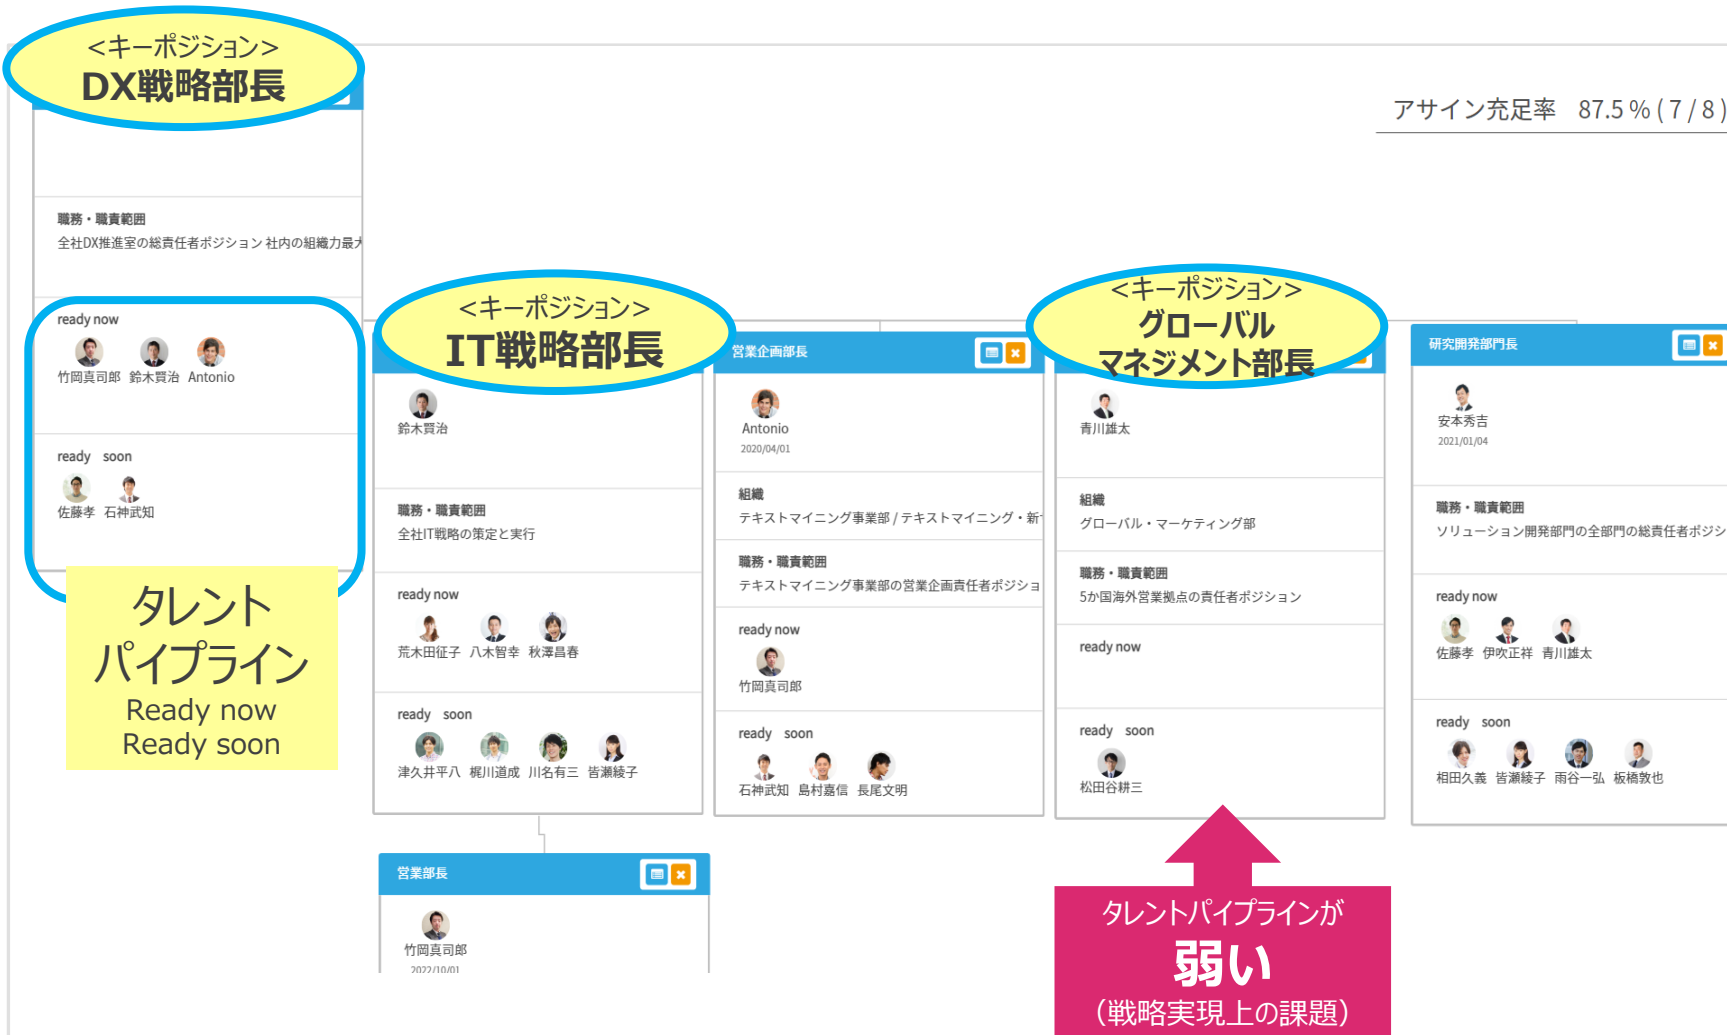 <キーポジション>
DX戦略部長
アサイン充足率 87.5 % ( 7 / 8 )
職務・職責範囲
全社DX推進室の総責任者ポジション 社内の組織力最大
ready now
竹岡真司郎 鈴木賢治 Antonio
ready soon
佐藤孝 石神武知
タレント
パイプライン
Ready now
Ready soon
<キーポジション>
IT戦略部長
鈴木賢治
職務・職責範囲
全社IT戦略の策定と実行
ready now
荒木田征子 八木智幸 秋澤昌春
ready soon
津久井平八 梶川道成 川名有三 皆瀬綾子
営業部長
竹岡真司郎
2022/10/01
営業企画部長
Antonio
2020/04/01
組織
テキストマイニング事業部 / テキストマイニング・新
職務・職責範囲
テキストマイニング事業部の営業企画責任者ポジショ
ready now
竹岡真司郎
ready soon
石神武知 島村嘉信 長尾文明
<キーポジション>
グローバル
マネジメント部長
青川雄太
組織
グローバル・マーケティング部
職務・職責範囲
5か国海外営業拠点の責任者ポジション
ready now
ready soon
松田谷耕三
タレントパイプラインが
弱い
（戦略実現上の課題）
研究開発部門長
安本秀吉
2021/01/04
職務・職責範囲
ソリューション開発部門の全部門の総責任者ポジシ
ready now
佐藤孝 伊吹正祥 青川雄太
ready soon
相田久義 皆瀬綾子 雨谷一弘 板橋敦也